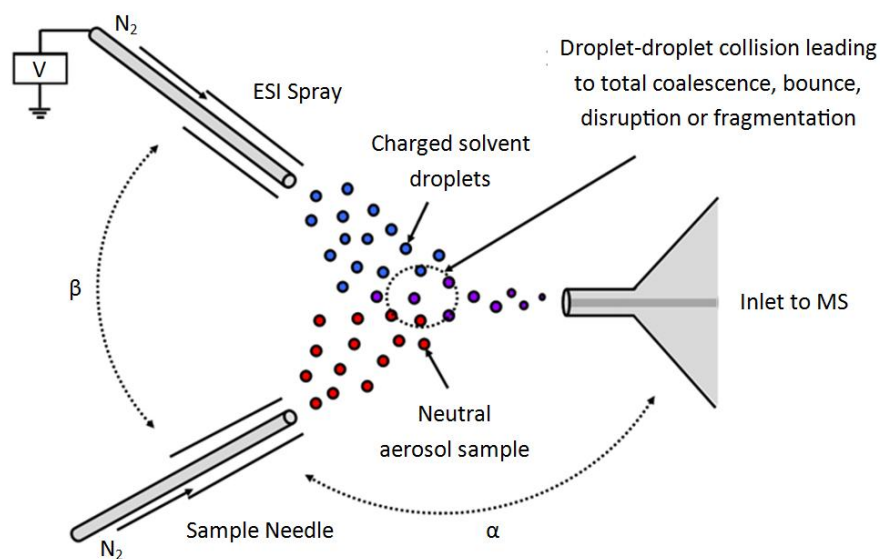 N2
V
ESI Spray
Droplet-droplet collision leading
to total coalescence, bounce,
disruption or fragmentation
Charged solvent
droplets
β
Inlet to MS
Neutral
aerosol sample
α
Sample Needle
N2